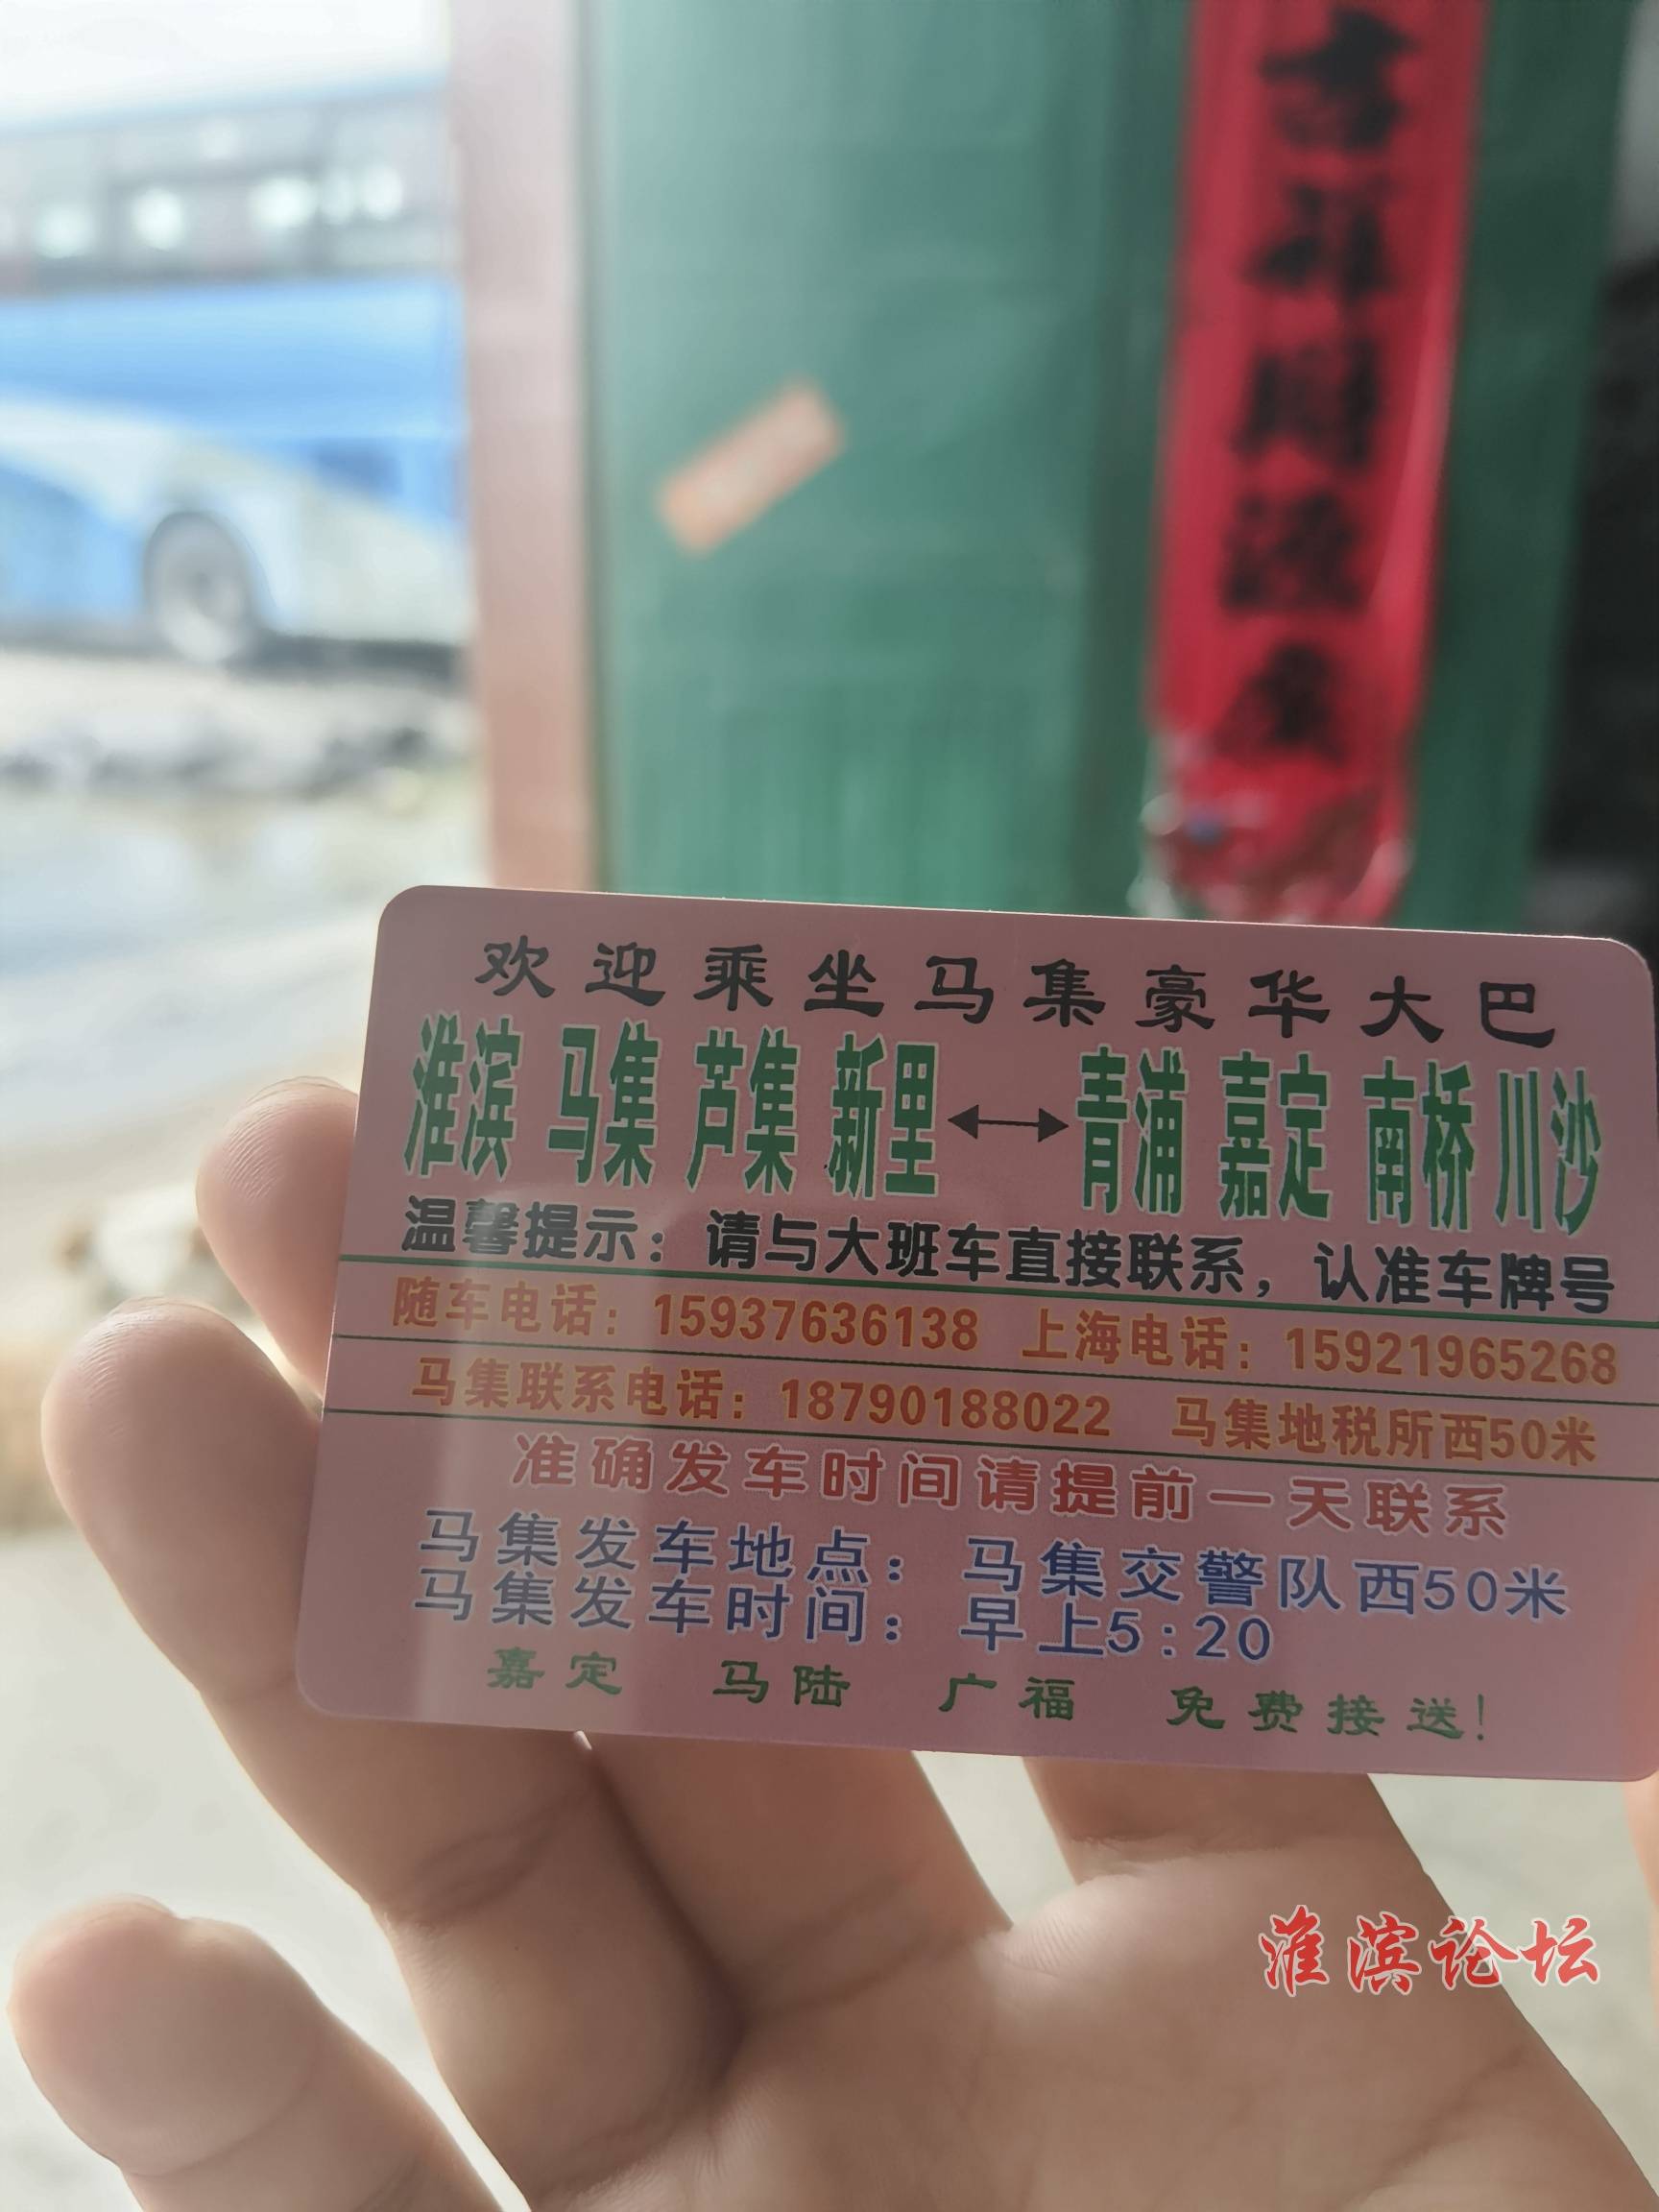 吉祥财源来
欢迎乘坐马集豪华大巴
淮滨 马集 芦集 新里↔青浦 嘉定 南桥 川沙
温馨提示：请与大班车直接联系，认准车牌号
随车电话：15937636138 上海电话：15921965268
马集联系电话：18790188022 马集地税所西50米
准确发车时间请提前一天联系
马集发车地点：马集交警队西50米
马集发车时间：早上5:20
嘉定 马陆 广福 免费接送!
淮滨论坛